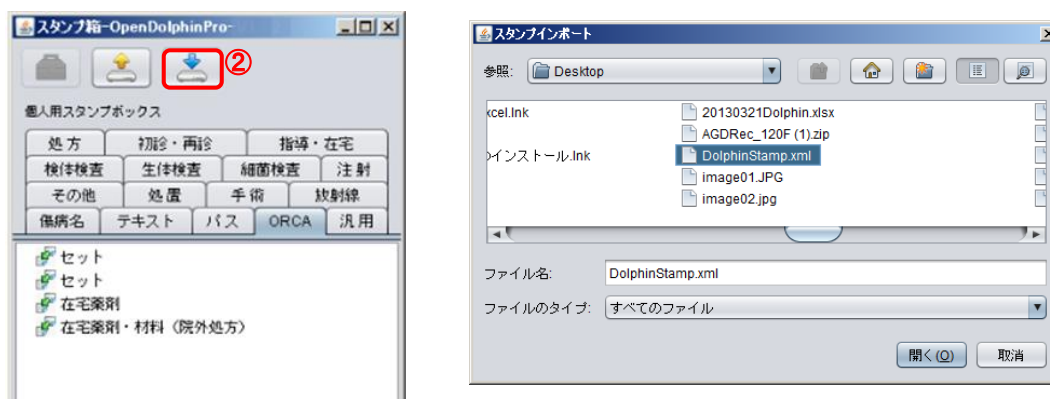 スタンプ箱-OpenDolphinPro-
②
個人用スタンプボックス
処方 初診・再診 指導・在宅
検体検査 生体検査 細菌検査 注射
その他 処置 手術 放射線
傷病名 テキスト パス ORCA 汎用
セット
セット
在宅薬剤
在宅薬剤・材料（院外処方）
スタンプインポート
参照: Desktop
xcel.lnk 20130321Dolphin.xlsx
AGDRec_120F (1).zip
インストール.lnk DolphinStamp.xml
image01.JPG
image02.jpg
ファイル名: DolphinStamp.xml
ファイルのタイプ: すべてのファイル
開く(O) 取消